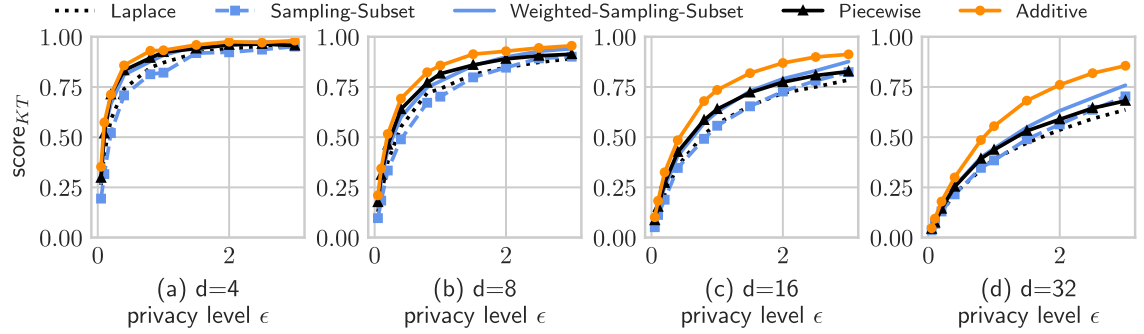 Laplace Sampling-Subset Weighted-Sampling-Subset Piecewise Additive
score_KT
1.00 1.00 1.00 1.00
0.75 0.75 0.75 0.75
0.50 0.50 0.50 0.50
0.25 0.25 0.25 0.25
0.00 0.00 0.00 0.00
0 2 0 2 0 2 0 2
(a) d=4 (b) d=8 (c) d=16 (d) d=32
privacy level ϵ privacy level ϵ privacy level ϵ privacy level ϵ